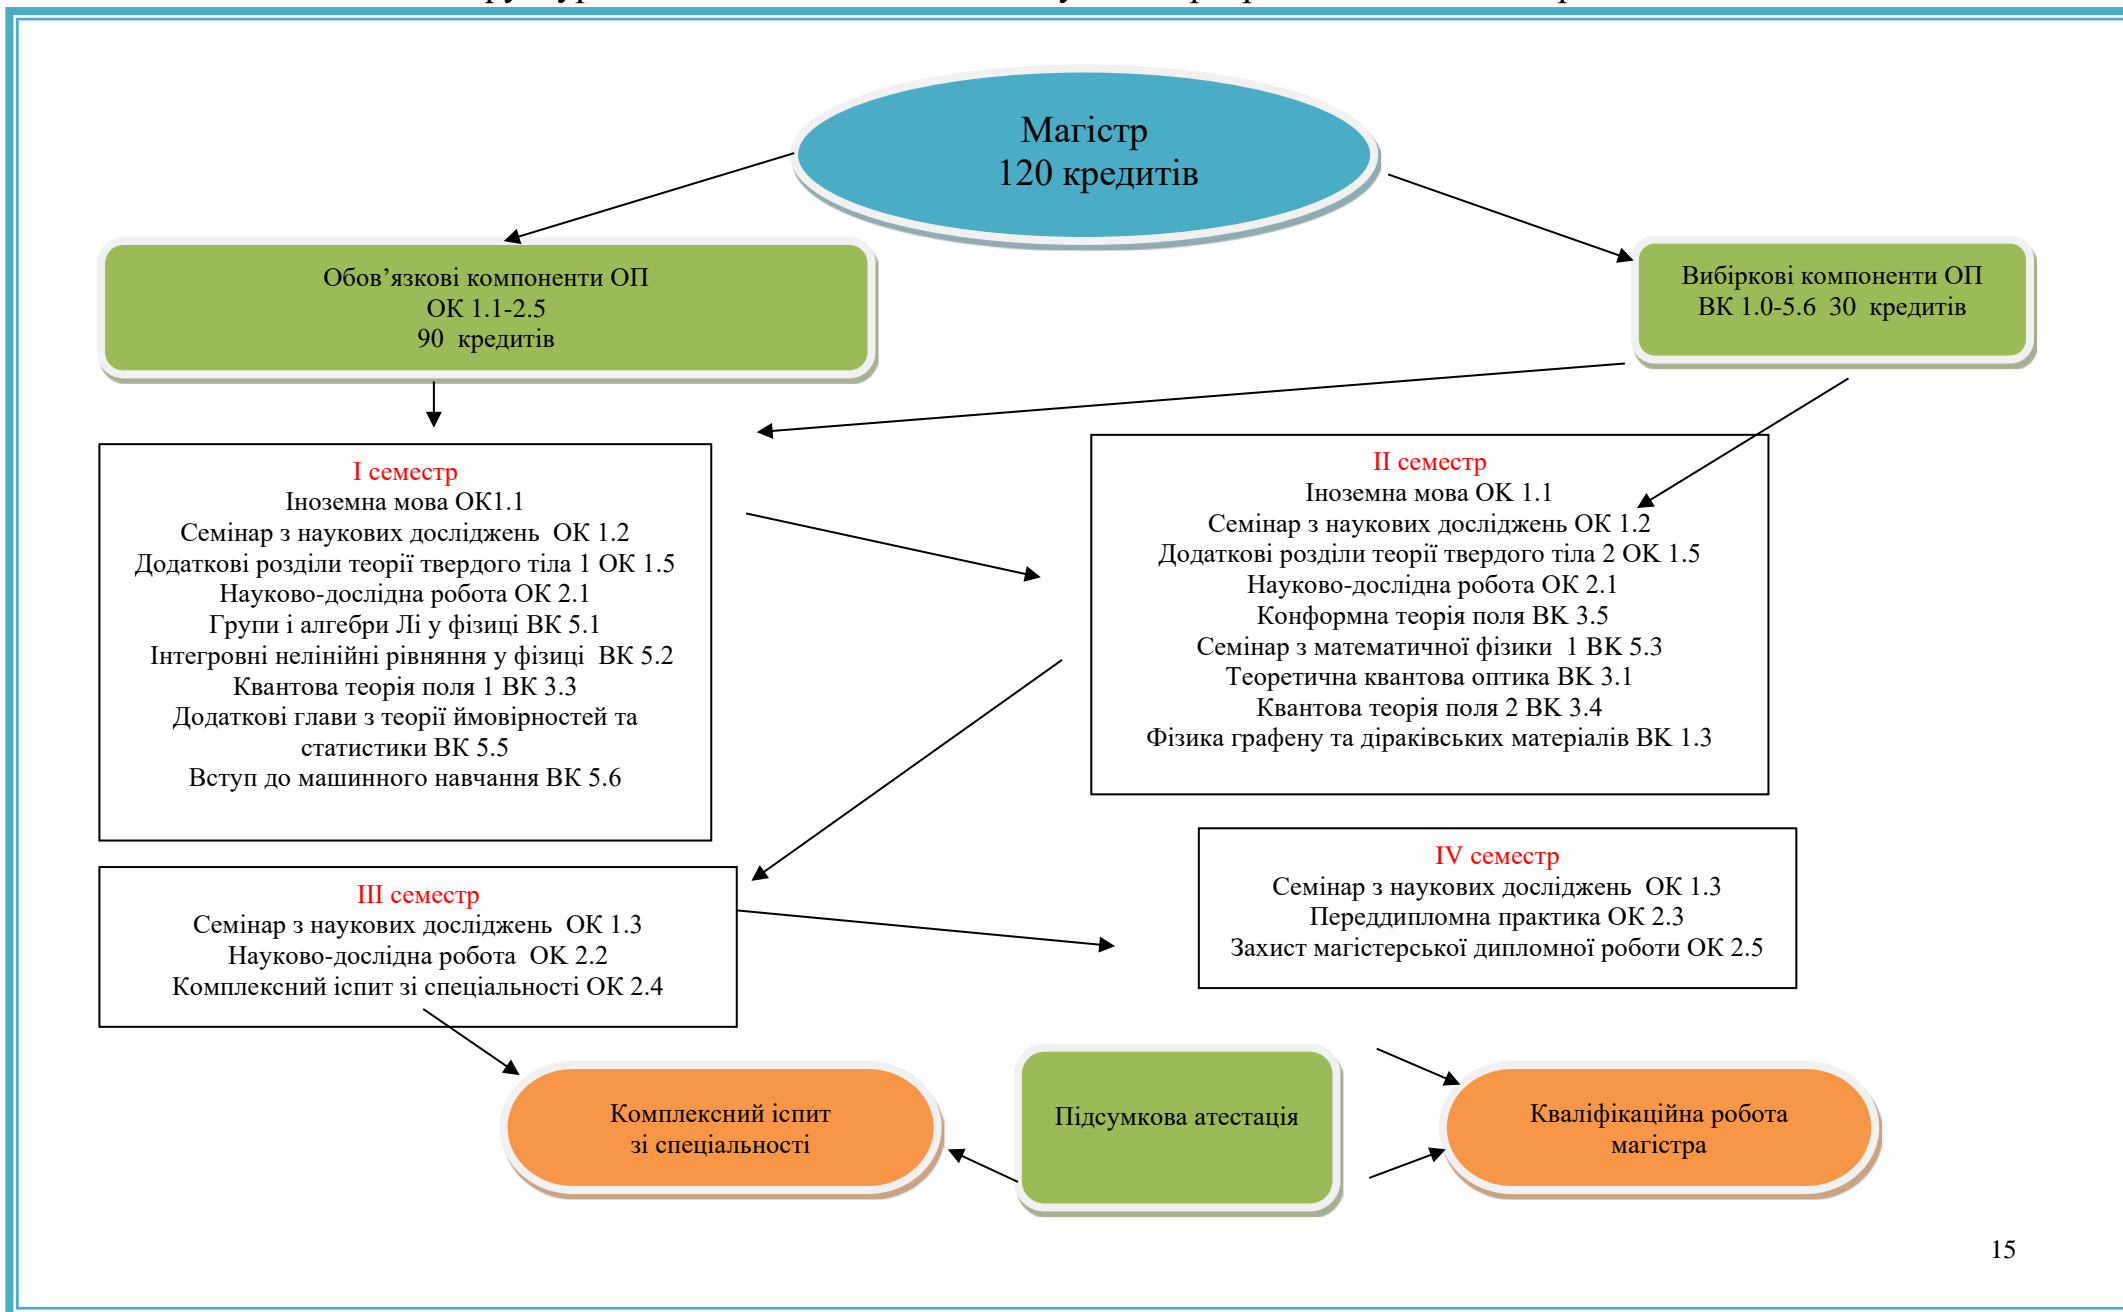 Магістр
120 кредитів
Обов’язкові компоненти ОП
ОК 1.1-2.5
90 кредитів
Вибіркові компоненти ОП
ВК 1.0-5.6 30 кредитів
I семестр
Іноземна мова ОК1.1
Семінар з наукових досліджень ОК 1.2
Додаткові розділи теорії твердого тіла 1 ОК 1.5
Науково-дослідна робота ОК 2.1
Групи і алгебри Лі у фізиці ВК 5.1
Інтегровні нелінійні рівняння у фізиці ВК 5.2
Квантова теорія поля 1 ВК 3.3
Додаткові глави з теорії ймовірностей та
статистики ВК 5.5
Вступ до машинного навчання ВК 5.6
II семестр
Іноземна мова ОК 1.1
Семінар з наукових досліджень ОК 1.2
Додаткові розділи теорії твердого тіла 2 ОК 1.5
Науково-дослідна робота ОК 2.1
Конформна теорія поля ВК 3.5
Семінар з математичної фізики 1 ВК 5.3
Теоретична квантова оптика ВК 3.1
Квантова теорія поля 2 ВК 3.4
Фізика графену та діраківських матеріалів ВК 1.3
III семестр
Семінар з наукових досліджень ОК 1.3
Науково-дослідна робота ОК 2.2
Комплексний іспит зі спеціальності ОК 2.4
IV семестр
Семінар з наукових досліджень ОК 1.3
Переддипломна практика ОК 2.3
Захист магістерської дипломної роботи ОК 2.5
Комплексний іспит
зі спеціальності
Підсумкова атестація
Кваліфікаційна робота
магістра
15